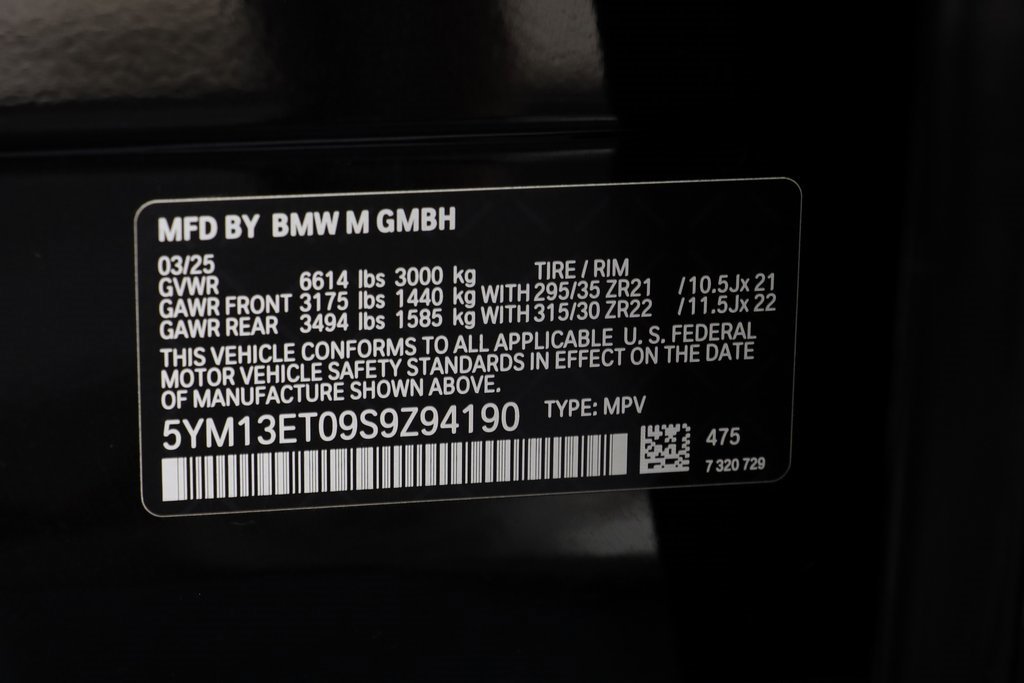 MFD BY BMW M GMBH
03/25 TIRE / RIM
GVWR 6614 lbs 3000 kg
GAWR FRONT 3175 lbs 1440 kg WITH 295/35 ZR21 /10.5Jx 21
GAWR REAR 3494 lbs 1585 kg WITH 315/30 ZR22 /11.5Jx 22
THIS VEHICLE CONFORMS TO ALL APPLICABLE U. S. FEDERAL
MOTOR VEHICLE SAFETY STANDARDS IN EFFECT ON THE DATE
OF MANUFACTURE SHOWN ABOVE.
5YM13ET09S9Z94190 TYPE: MPV
475
7 320 729